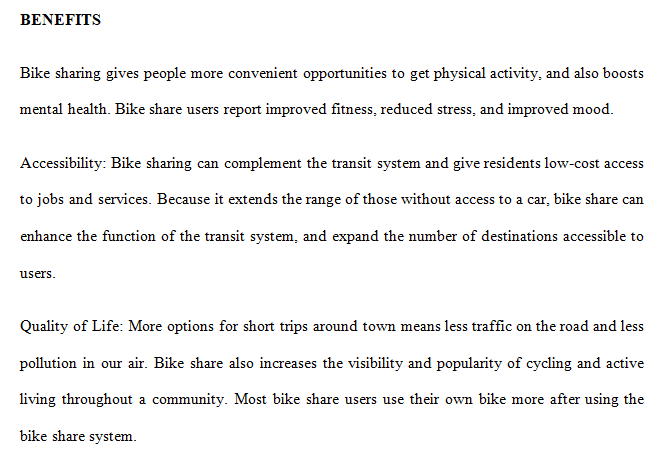 BENEFITS
Bike sharing gives people more convenient opportunities to get physical activity, and also boosts
mental health. Bike share users report improved fitness, reduced stress, and improved mood.
Accessibility: Bike sharing can complement the transit system and give residents low-cost access
to jobs and services. Because it extends the range of those without access to a car, bike share can
enhance the function of the transit system, and expand the number of destinations accessible to
users.
Quality of Life: More options for short trips around town means less traffic on the road and less
pollution in our air. Bike share also increases the visibility and popularity of cycling and active
living throughout a community. Most bike share users use their own bike more after using the
bike share system.